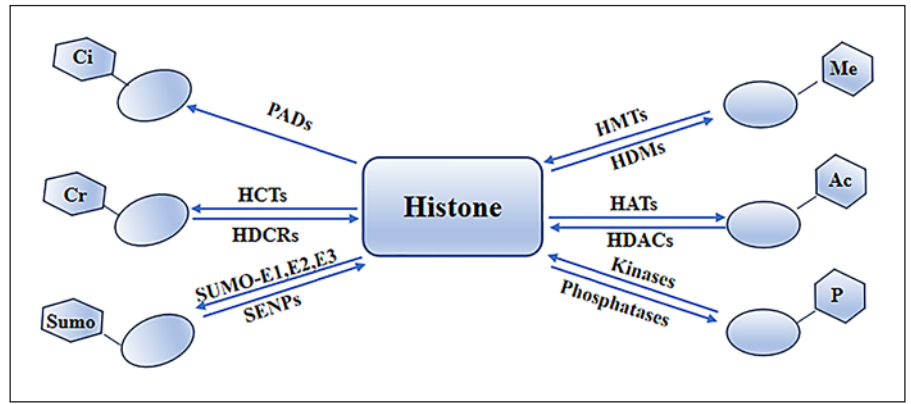 Ci
Me
PADs
HMTs
HDMs
Cr
HCTs
HDCRs
Histone
HATs
HDACs
Ac
Sumo
SUMO-E1,E2,E3
SENPs
Kinases
Phosphatases
P